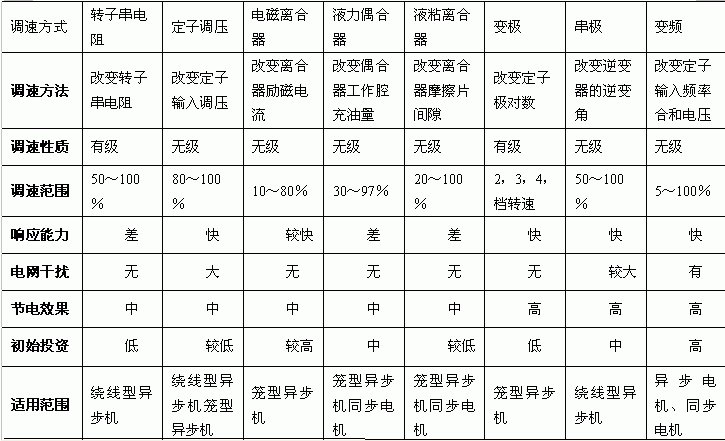 调速方式 转子串电阻 定子调压 电磁离合器 液力偶合器 液粘离合器 变极 串极 变频
调速方法 改变转子串电阻 改变定子输入调压 改变离合器励磁电流 改变偶合器工作腔充油量 改变离合器摩擦片间隙 改变定子极对数 改变逆变器的逆变角 改变定子输入频率合和电压
调速性质 有级 无级 无级 无级 无级 有级 无级 无级
调速范围 50～100% 80～100% 10～80% 30～97% 20～100% 2，3，4，档转速 50～100% 5～100%
响应能力 差 快 较快 差 差 快 快 快
电网干扰 无 大 无 无 无 无 较大 有
节电效果 中 中 中 中 中 高 高 高
初始投资 低 较低 较高 中 较低 低 中 高
适用范围 绕线型异步机 绕线型异步机,笼型异步机 笼型异步机 笼型异步机同步电机 笼型异步机同步电机 笼型异步机 绕线型异步机 异步电机、同步电机